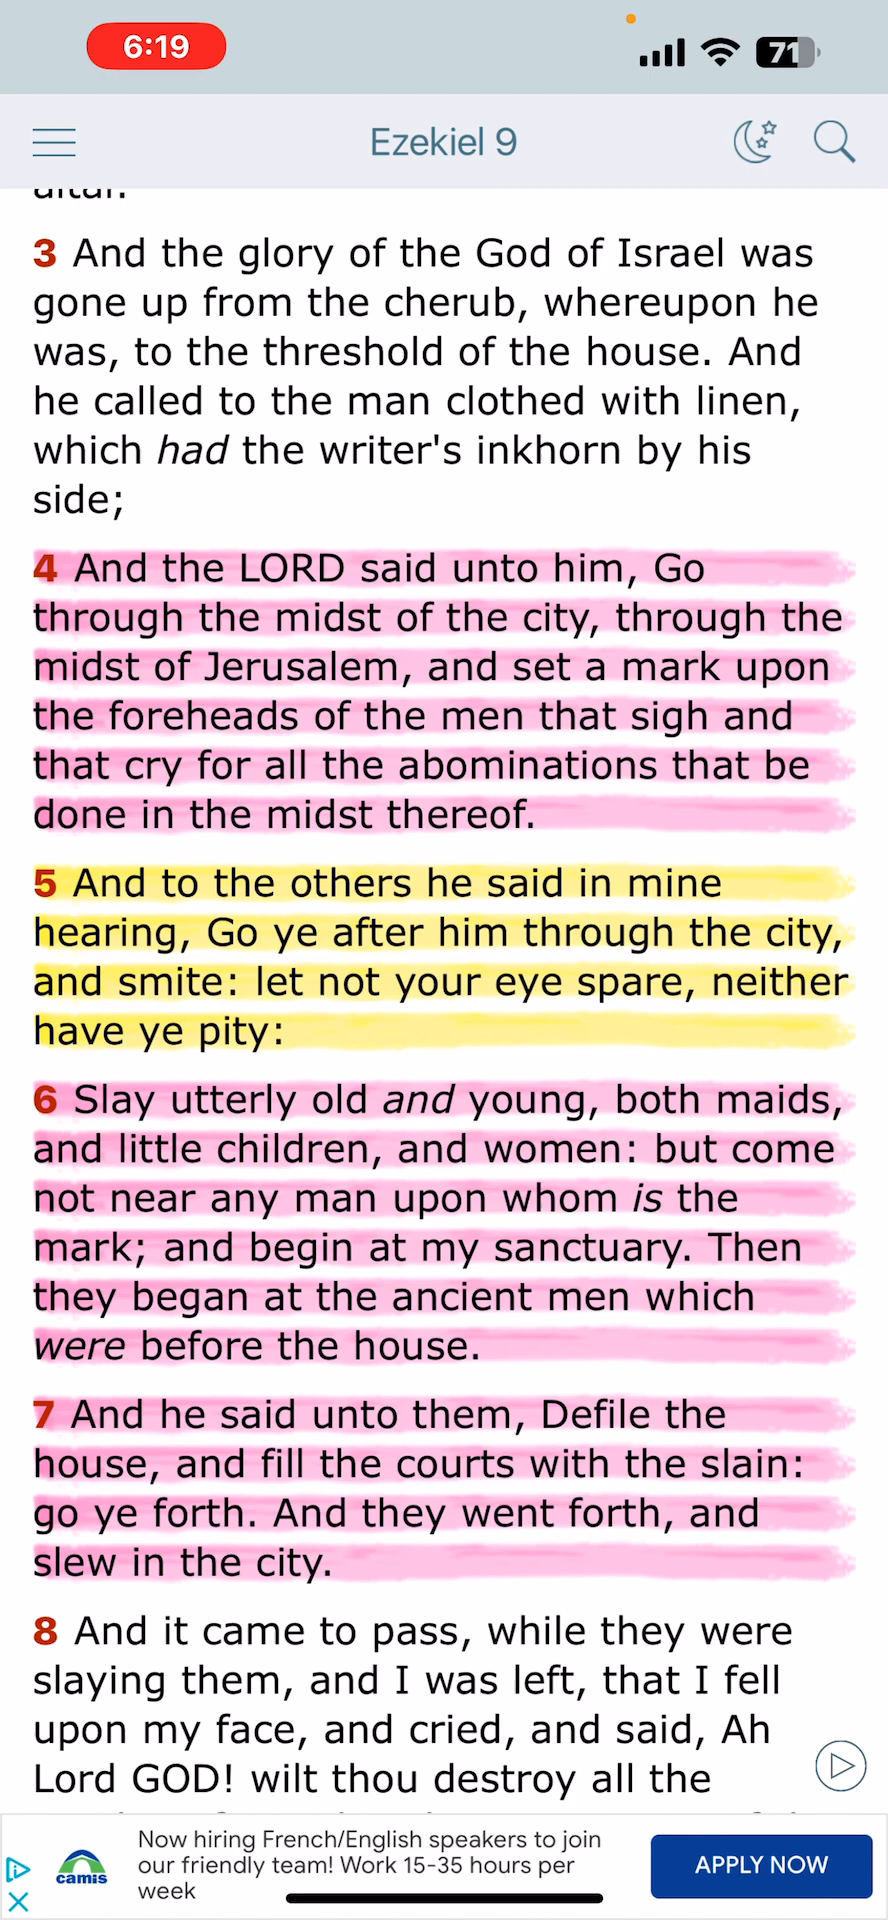 6:19
71
Ezekiel 9
altar.
3 And the glory of the God of Israel was
gone up from the cherub, whereupon he
was, to the threshold of the house. And
he called to the man clothed with linen,
which had the writer's inkhorn by his
side;
4 And the LORD said unto him, Go
through the midst of the city, through the
midst of Jerusalem, and set a mark upon
the foreheads of the men that sigh and
that cry for all the abominations that be
done in the midst thereof.
5 And to the others he said in mine
hearing, Go ye after him through the city,
and smite: let not your eye spare, neither
have ye pity:
6 Slay utterly old and young, both maids,
and little children, and women: but come
not near any man upon whom is the
mark; and begin at my sanctuary. Then
they began at the ancient men which
were before the house.
7 And he said unto them, Defile the
house, and fill the courts with the slain:
go ye forth. And they went forth, and
slew in the city.
8 And it came to pass, while they were
slaying them, and I was left, that I fell
upon my face, and cried, and said, Ah
Lord GOD! wilt thou destroy all the
Now hiring French/English speakers to join
our friendly team! Work 15-35 hours per
week
camis
APPLY NOW